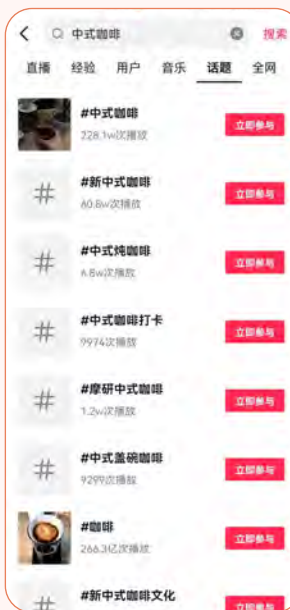 中式咖啡
搜索
直播 经验 用户 音乐 话题 全网
#中式咖啡
228.1w次播放
立即参与
#新中式咖啡
60.8w次播放
立即参与
#中式炖咖啡
6.8w次播放
立即参与
#中式咖啡打卡
9974次播放
立即参与
#摩研中式咖啡
1.2w次播放
立即参与
#中式盖碗咖啡
9299次播放
立即参与
#咖啡
266.3亿次播放
立即参与
#新中式咖啡文化
立即参与